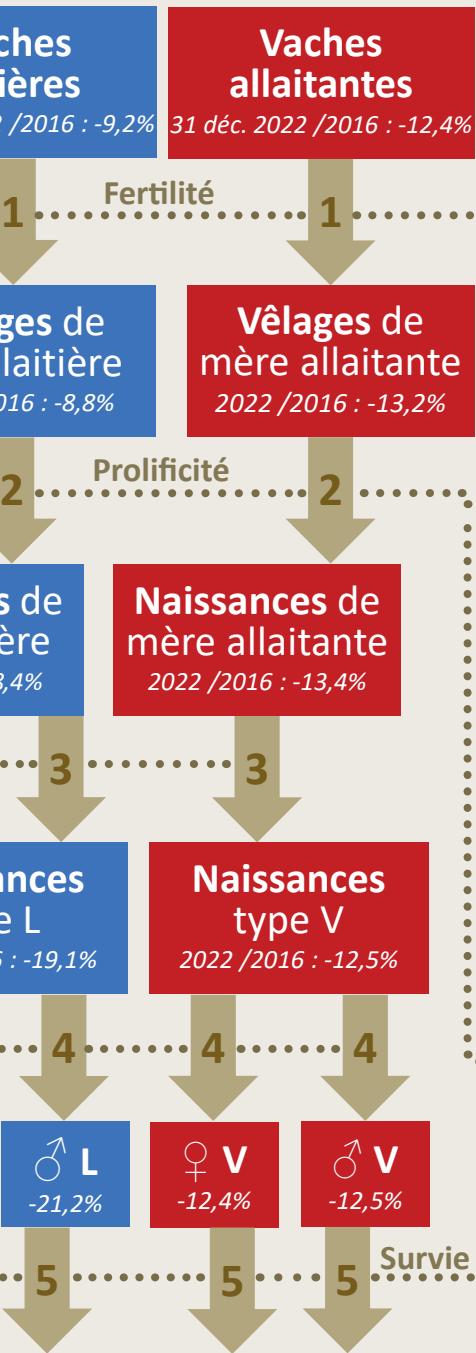 ches
ières
/2016 : -9,2%
Vaches
allaitantes
31 déc. 2022 /2016 : -12,4%
Fertilité
1
1
ges de
laitière
016 : -8,8%
Vêlages de
mère allaitante
2022 /2016 : -13,2%
Prolificité
2
2
s de
ère
,4%
Naissances de
mère allaitante
2022 /2016 : -13,4%
3
3
ances
e L
: -19,1%
Naissances
type V
2022 /2016 : -12,5%
4
4
4
♂ L
-21,2%
♀ V
-12,4%
♂ V
-12,5%
Survie
5
5
5